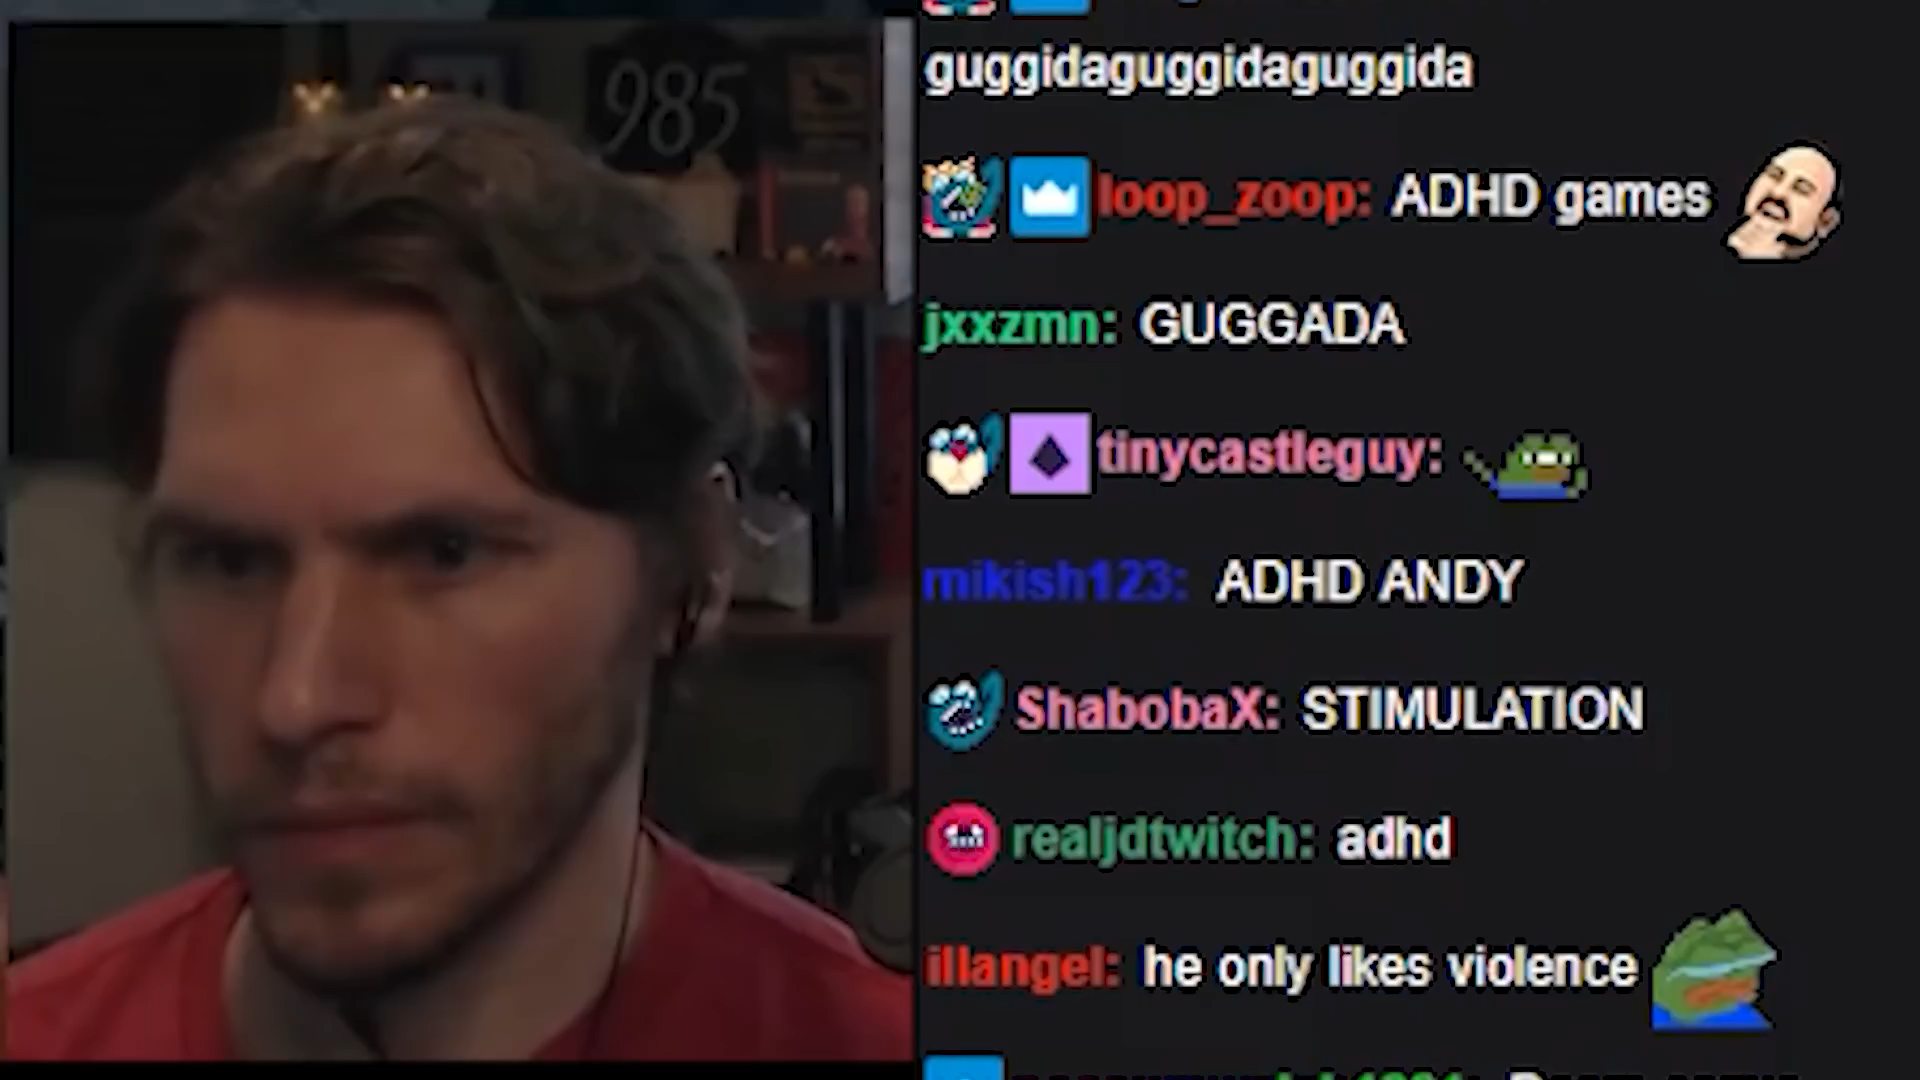 985
guggidaguggidaguggida
loop_zoop: ADHD games
jxxzmn: GUGGADA
tinycastleguy:
mikish123: ADHD ANDY
ShabobaX: STIMULATION
realjdtwitch: adhd
illangel: he only likes violence